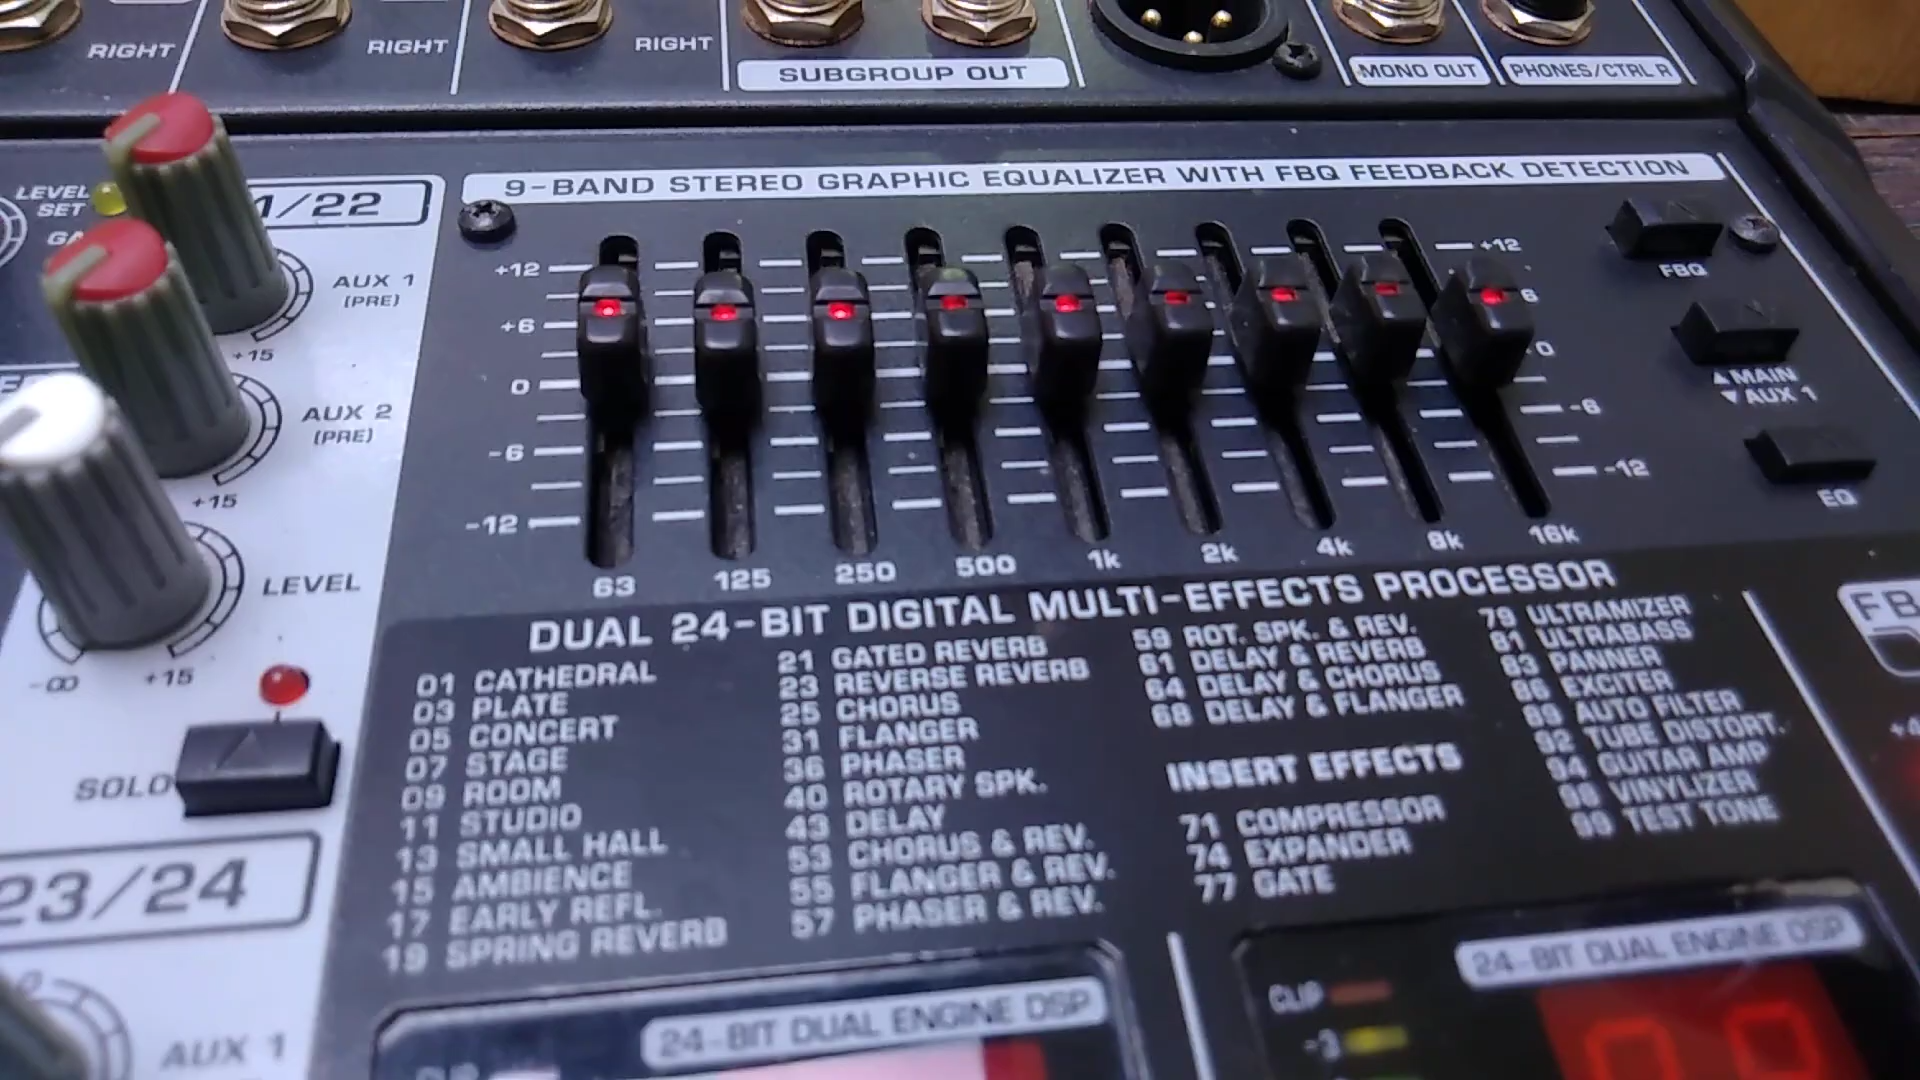 RIGHT
RIGHT
RIGHT
SUBGROUP OUT
MONO OUT
PHONES/CTRL R
9-BAND STEREO GRAPHIC EQUALIZER WITH FBQ FEEDBACK DETECTION
LEVEL
SET
1/22
AUX 1
(PRE)
+15
AUX 2
(PRE)
+15
LEVEL
-∞
+15
SOLO
23/24
AUX 1
+12
+6
0
-6
-12
+12
6
0
-6
-12
63 125 250 500 1k 2k 4k 8k 16k
FBQ
▲ MAIN
▼ AUX 1
EQ
DUAL 24-BIT DIGITAL MULTI-EFFECTS PROCESSOR
01 CATHEDRAL
03 PLATE
05 CONCERT
07 STAGE
09 ROOM
11 STUDIO
13 SMALL HALL
15 AMBIENCE
17 EARLY REFL.
19 SPRING REVERB
21 GATED REVERB
23 REVERSE REVERB
25 CHORUS
31 FLANGER
36 PHASER
40 ROTARY SPK.
43 DELAY
53 CHORUS & REV.
55 FLANGER & REV.
57 PHASER & REV.
59 ROT. SPK. & REV.
61 DELAY & REVERB
64 DELAY & CHORUS
68 DELAY & FLANGER
INSERT EFFECTS
71 COMPRESSOR
74 EXPANDER
77 GATE
79 ULTRAMIZER
81 ULTRABASS
83 PANNER
86 EXCITER
89 AUTO FILTER
92 TUBE DISTORT.
94 GUITAR AMP
98 VINYLIZER
99 TEST TONE
24-BIT DUAL ENGINE DSP
24-BIT DUAL ENGINE DSP
CLIP
-3